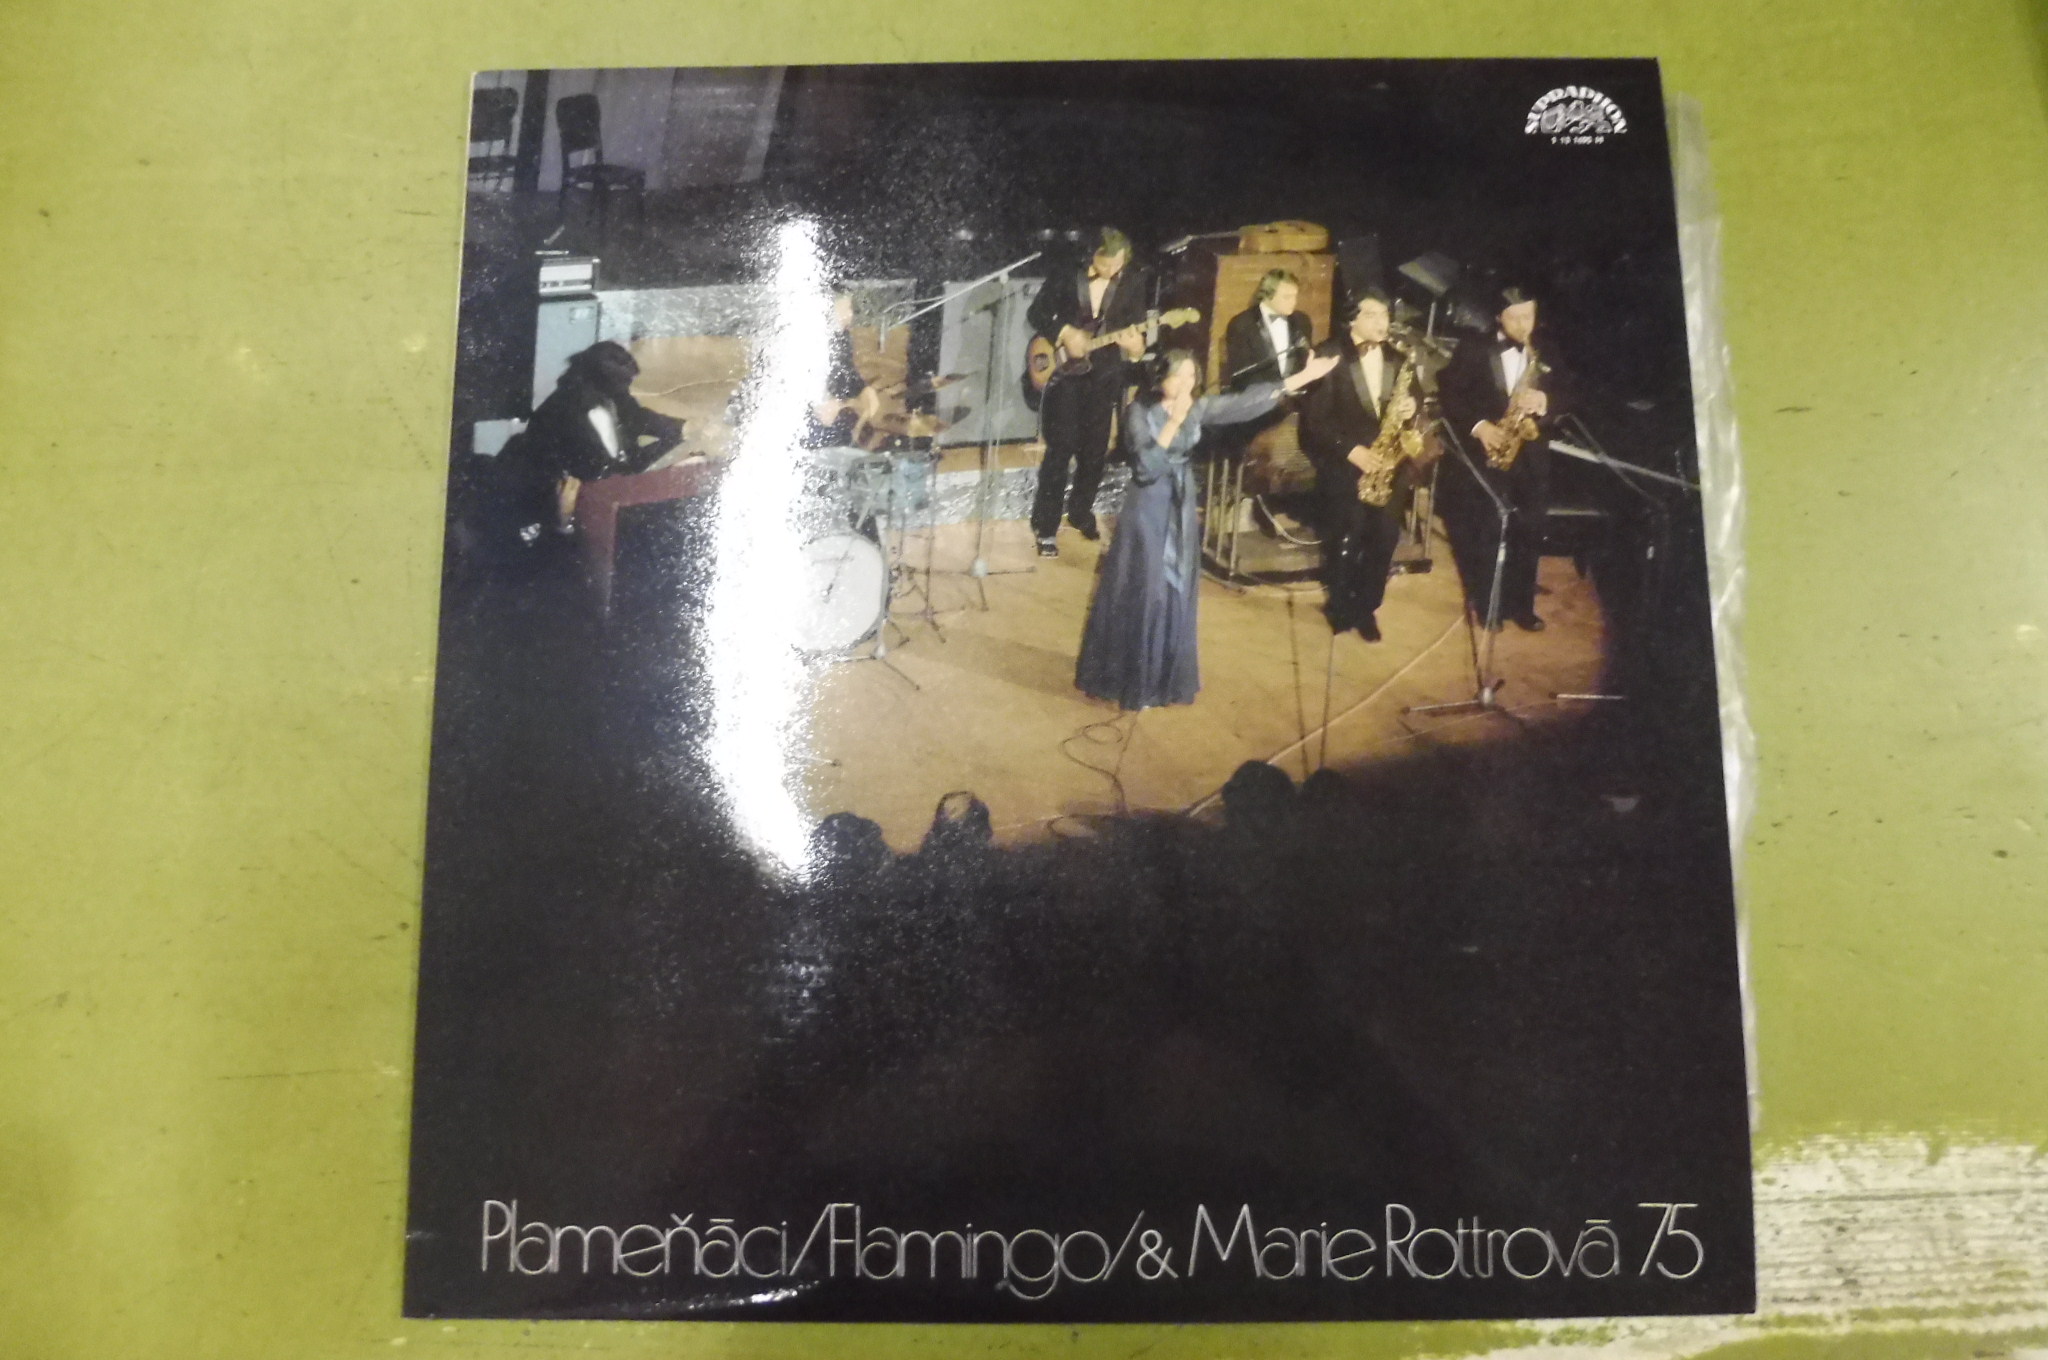 SUPRAPHON
Plameňáci/Flamingo/& Marie Rottrová 75